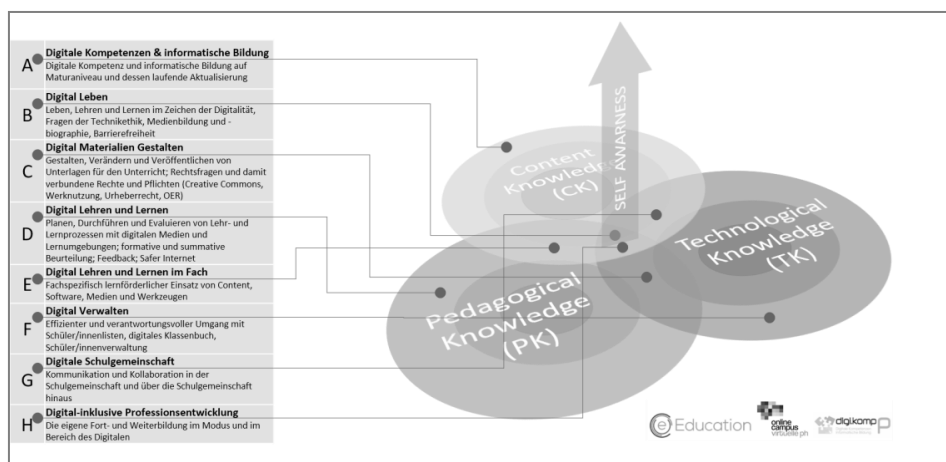 A
Digitale Kompetenzen & informatische Bildung
Digitale Kompetenz und informatische Bildung auf
Maturaniveau und dessen laufende Aktualisierung
B
Digital Leben
Leben, Lehren und Lernen im Zeichen der Digitalität,
Fragen der Technikethik, Medienbildung und -
biographie, Barrierefreiheit
C
Digital Materialien Gestalten
Gestalten, Verändern und Veröffentlichen von
Unterlagen für den Unterricht; Rechtsfragen und damit
verbundene Rechte und Pflichten (Creative Commons,
Werknutzung, Urheberrecht, OER)
D
Digital Lehren und Lernen
Planen, Durchführen und Evaluieren von Lehr- und
Lernprozessen mit digitalen Medien und
Lernumgebungen; formative und summative
Beurteilung; Feedback; Safer Internet
E
Digital Lehren und Lernen im Fach
Fachspezifisch lernförderlicher Einsatz von Content,
Software, Medien und Werkzeugen
F
Digital Verwalten
Effizienter und verantwortungsvoller Umgang mit
Schüler/innenlisten, digitales Klassenbuch,
Schüler/innenverwaltung
G
Digitale Schulgemeinschaft
Kommunikation und Kollaboration in der
Schulgemeinschaft und über die Schulgemeinschaft
hinaus
H
Digital-inklusive Professionsentwicklung
Die eigene Fort- und Weiterbildung im Modus und im
Bereich des Digitalen
SELF AWARNESS
Content
Knowledge
(CK)
Technological
Knowledge
(TK)
Pedagogical
Knowledge
(PK)
eEducation
online
campus
virtuelle ph
digi.kompP